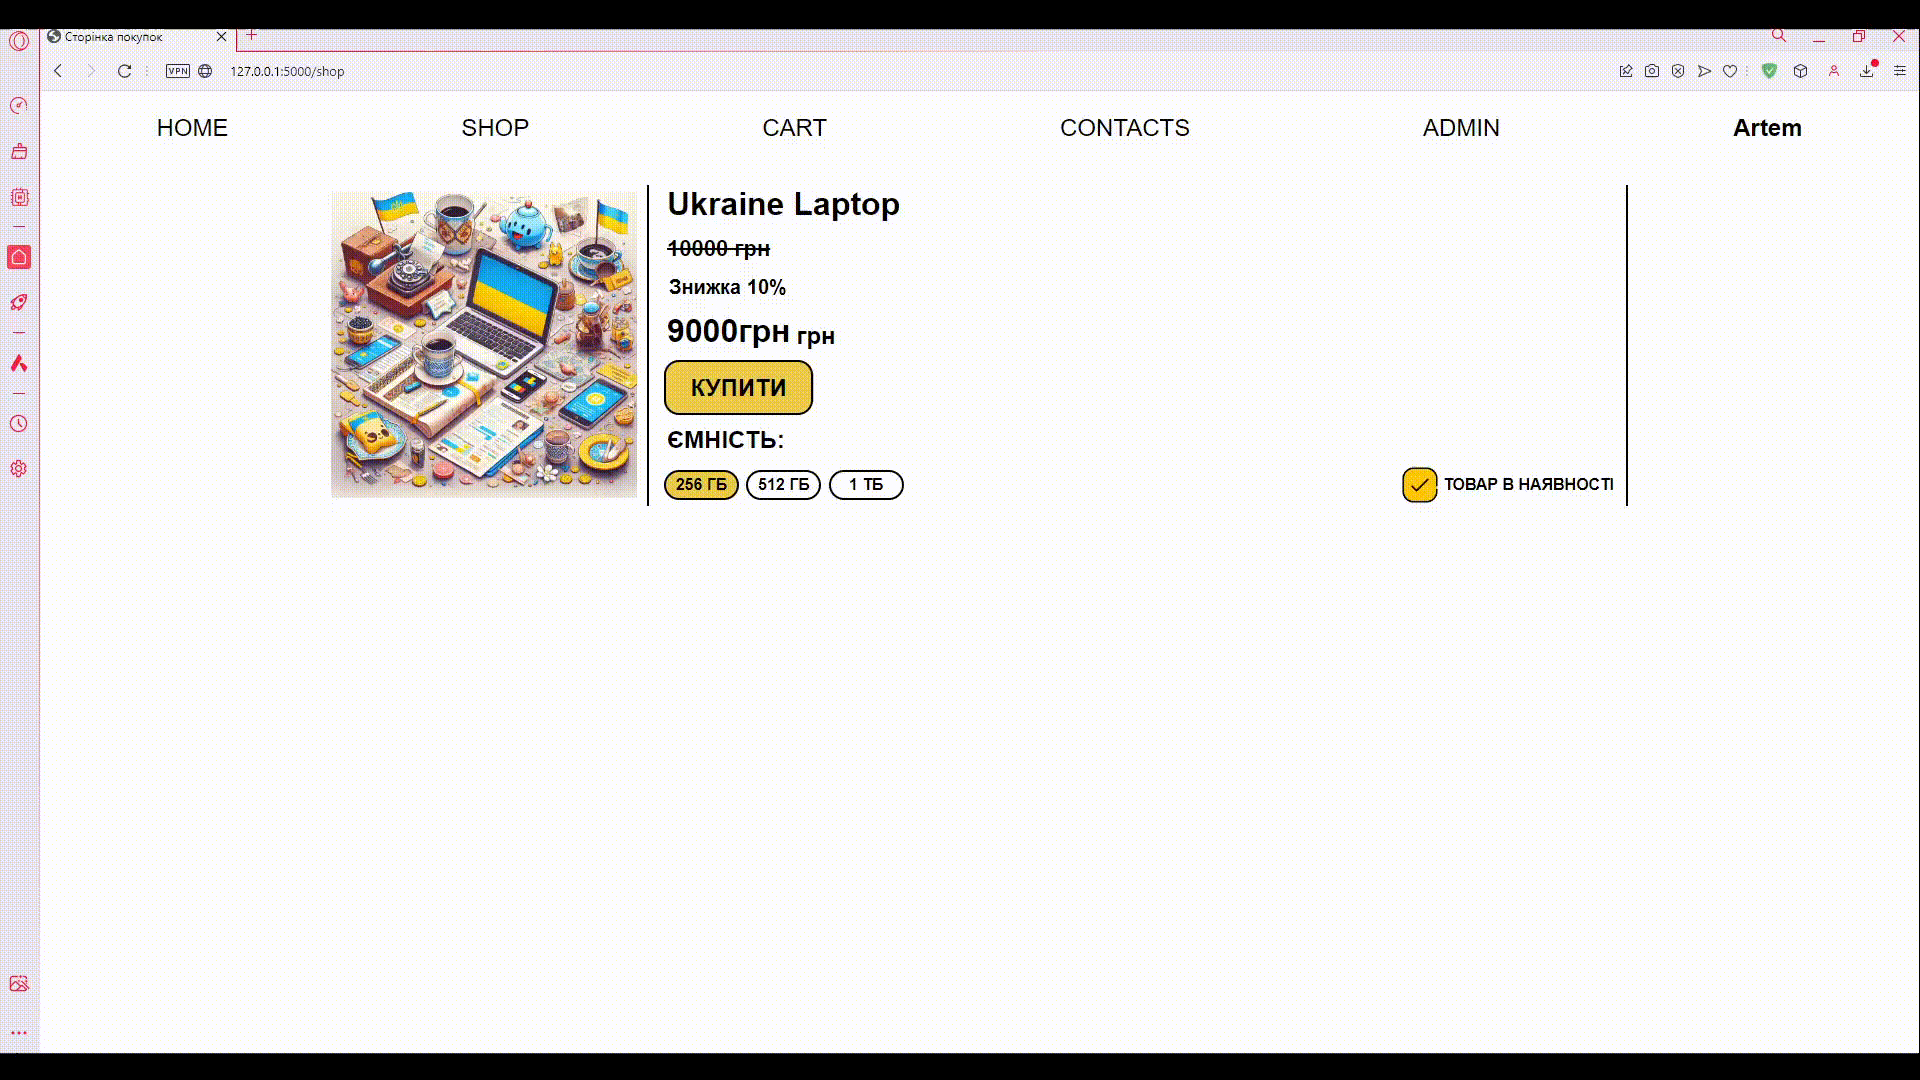 Сторінка покупок
VPN
127.0.0.1:5000/shop
HOME SHOP CART CONTACTS ADMIN Artem
Ukraine Laptop
10000 грн
Знижка 10%
9000грн грн
КУПИТИ
ЄМНІСТЬ:
256 ГБ 512 ГБ 1 ТБ
ТОВАР В НАЯВНОСТІ